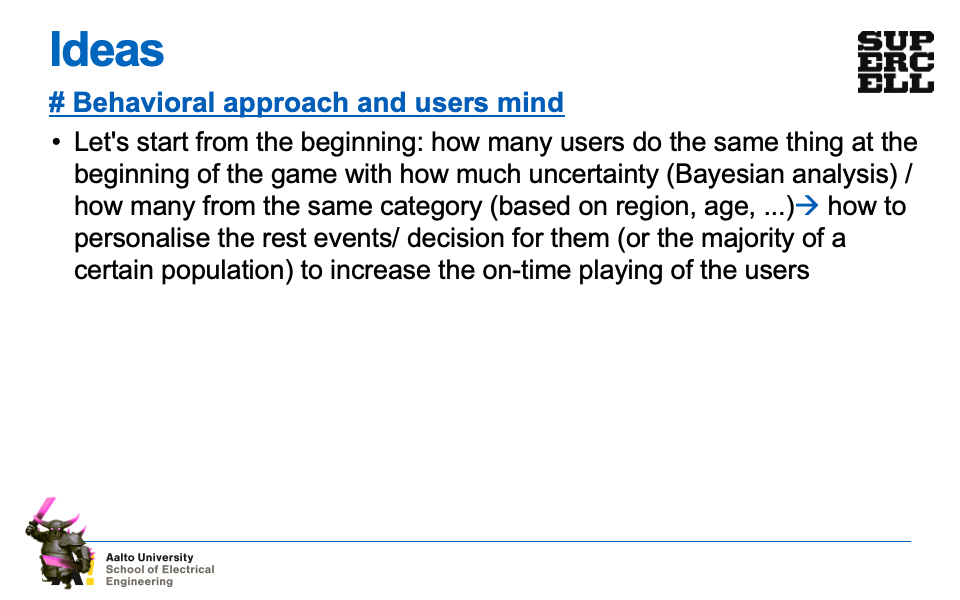 Ideas
SUP
ERC
ELL
# Behavioral approach and users mind
• Let's start from the beginning: how many users do the same thing at the
beginning of the game with how much uncertainty (Bayesian analysis) /
how many from the same category (based on region, age, ...)→ how to
personalise the rest events/ decision for them (or the majority of a
certain population) to increase the on-time playing of the users
Aalto University
School of Electrical
Engineering